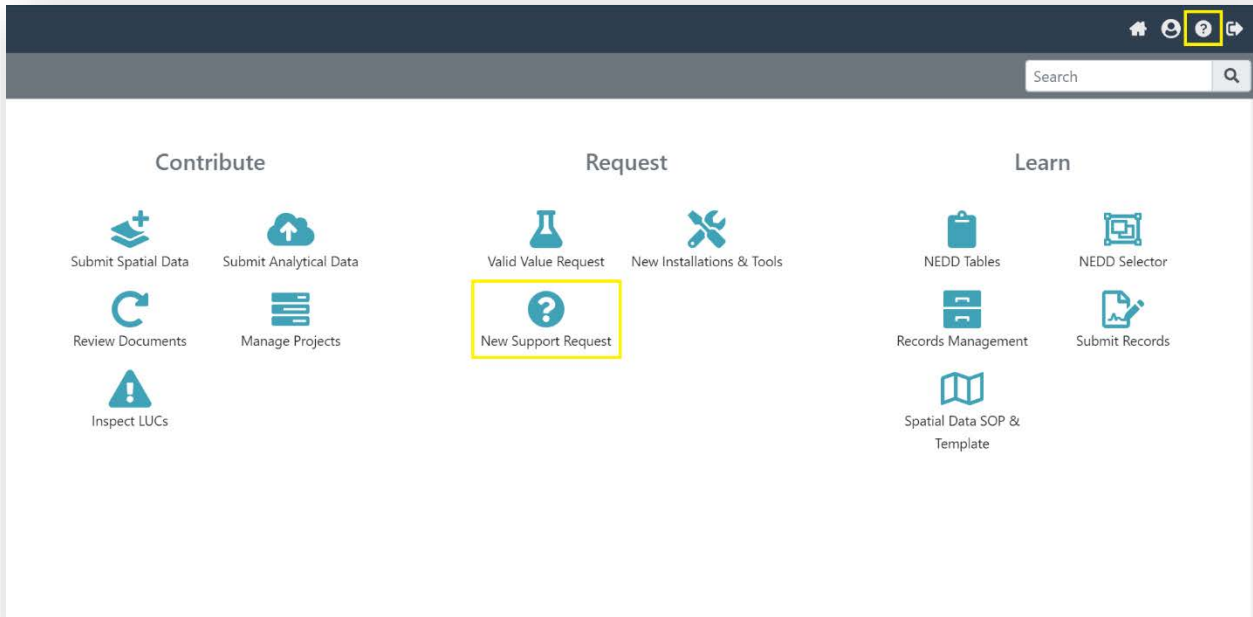 Search
Contribute
Submit Spatial Data
Submit Analytical Data
Review Documents
Manage Projects
Inspect LUCs
Request
Valid Value Request
New Installations & Tools
New Support Request
Learn
NEDD Tables
NEDD Selector
Records Management
Submit Records
Spatial Data SOP &
Template